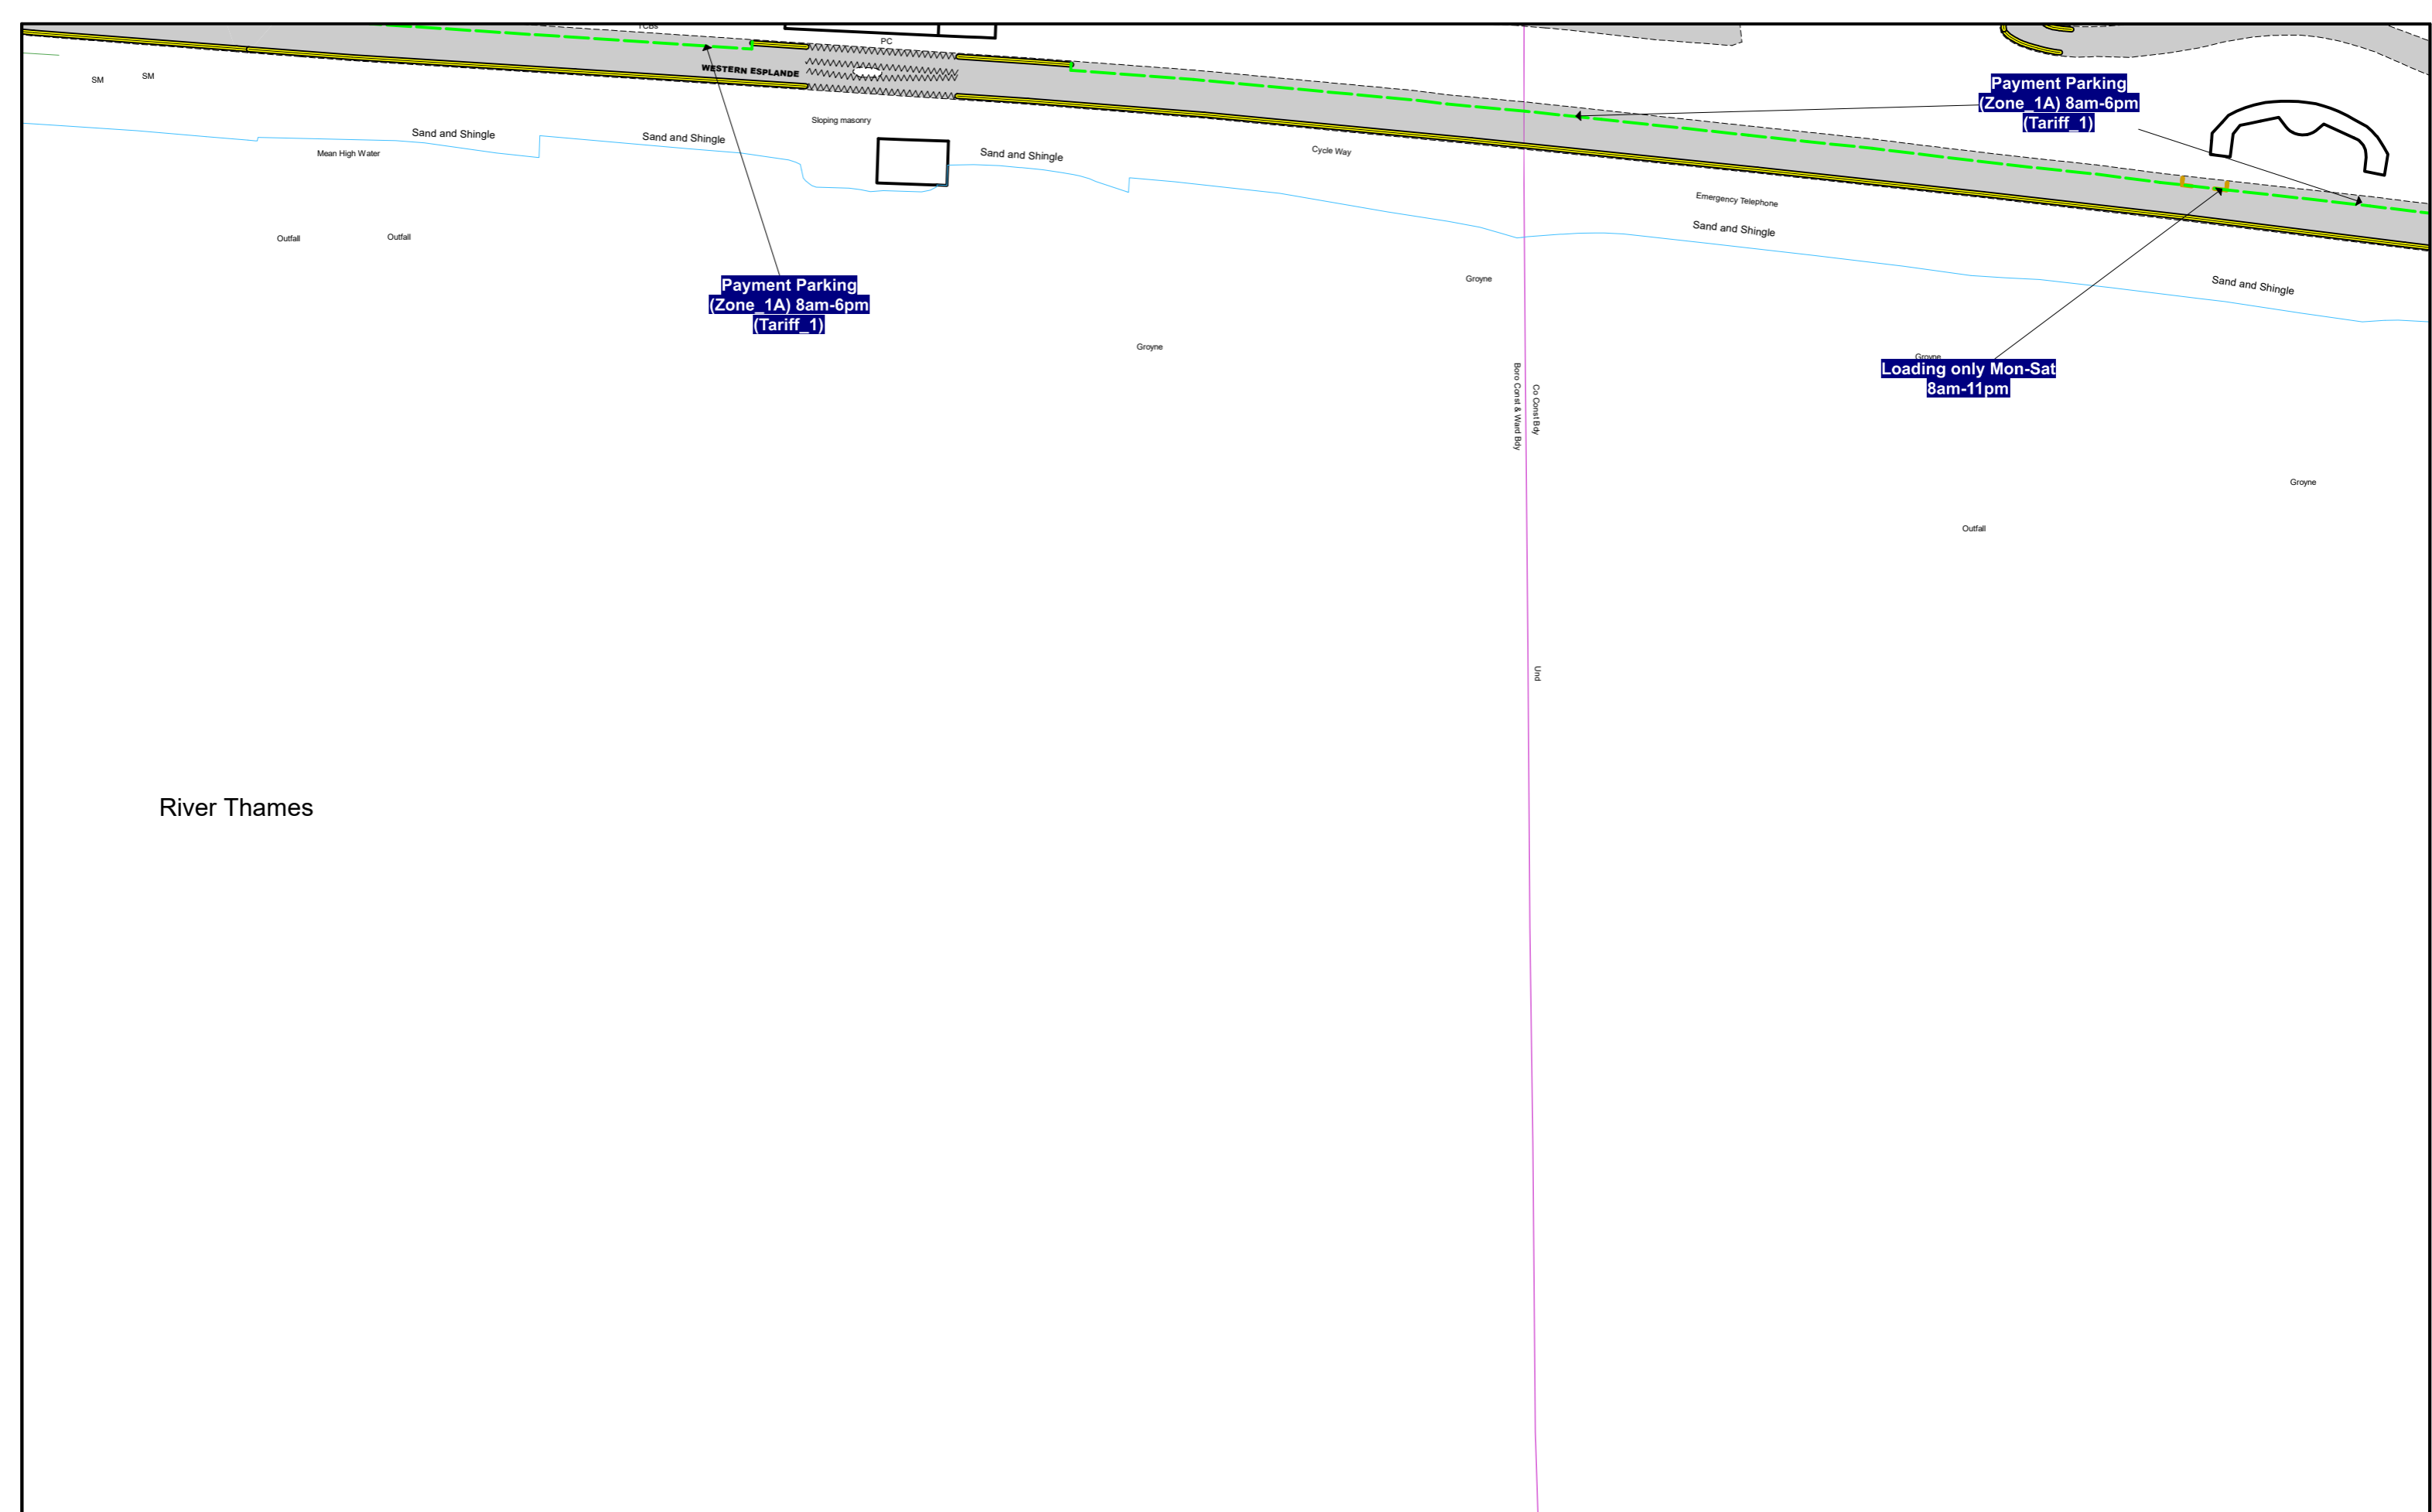 TCBs
PC
WESTERN ESPLANDE
SM
SM
Payment Parking
(Zone_1A) 8am-6pm
(Tariff_1)
Sloping masonry
Sand and Shingle
Sand and Shingle
Mean High Water
Sand and Shingle
Cycle Way
Emergency Telephone
Sand and Shingle
Outfall
Outfall
Groyne
Sand and Shingle
Payment Parking
(Zone_1A) 8am-6pm
(Tariff_1)
Groyne
Groyne
Loading only Mon-Sat
8am-11pm
Boro Const & Ward Bdy
Co Const Bdy
Groyne
Outfall
Und
River Thames